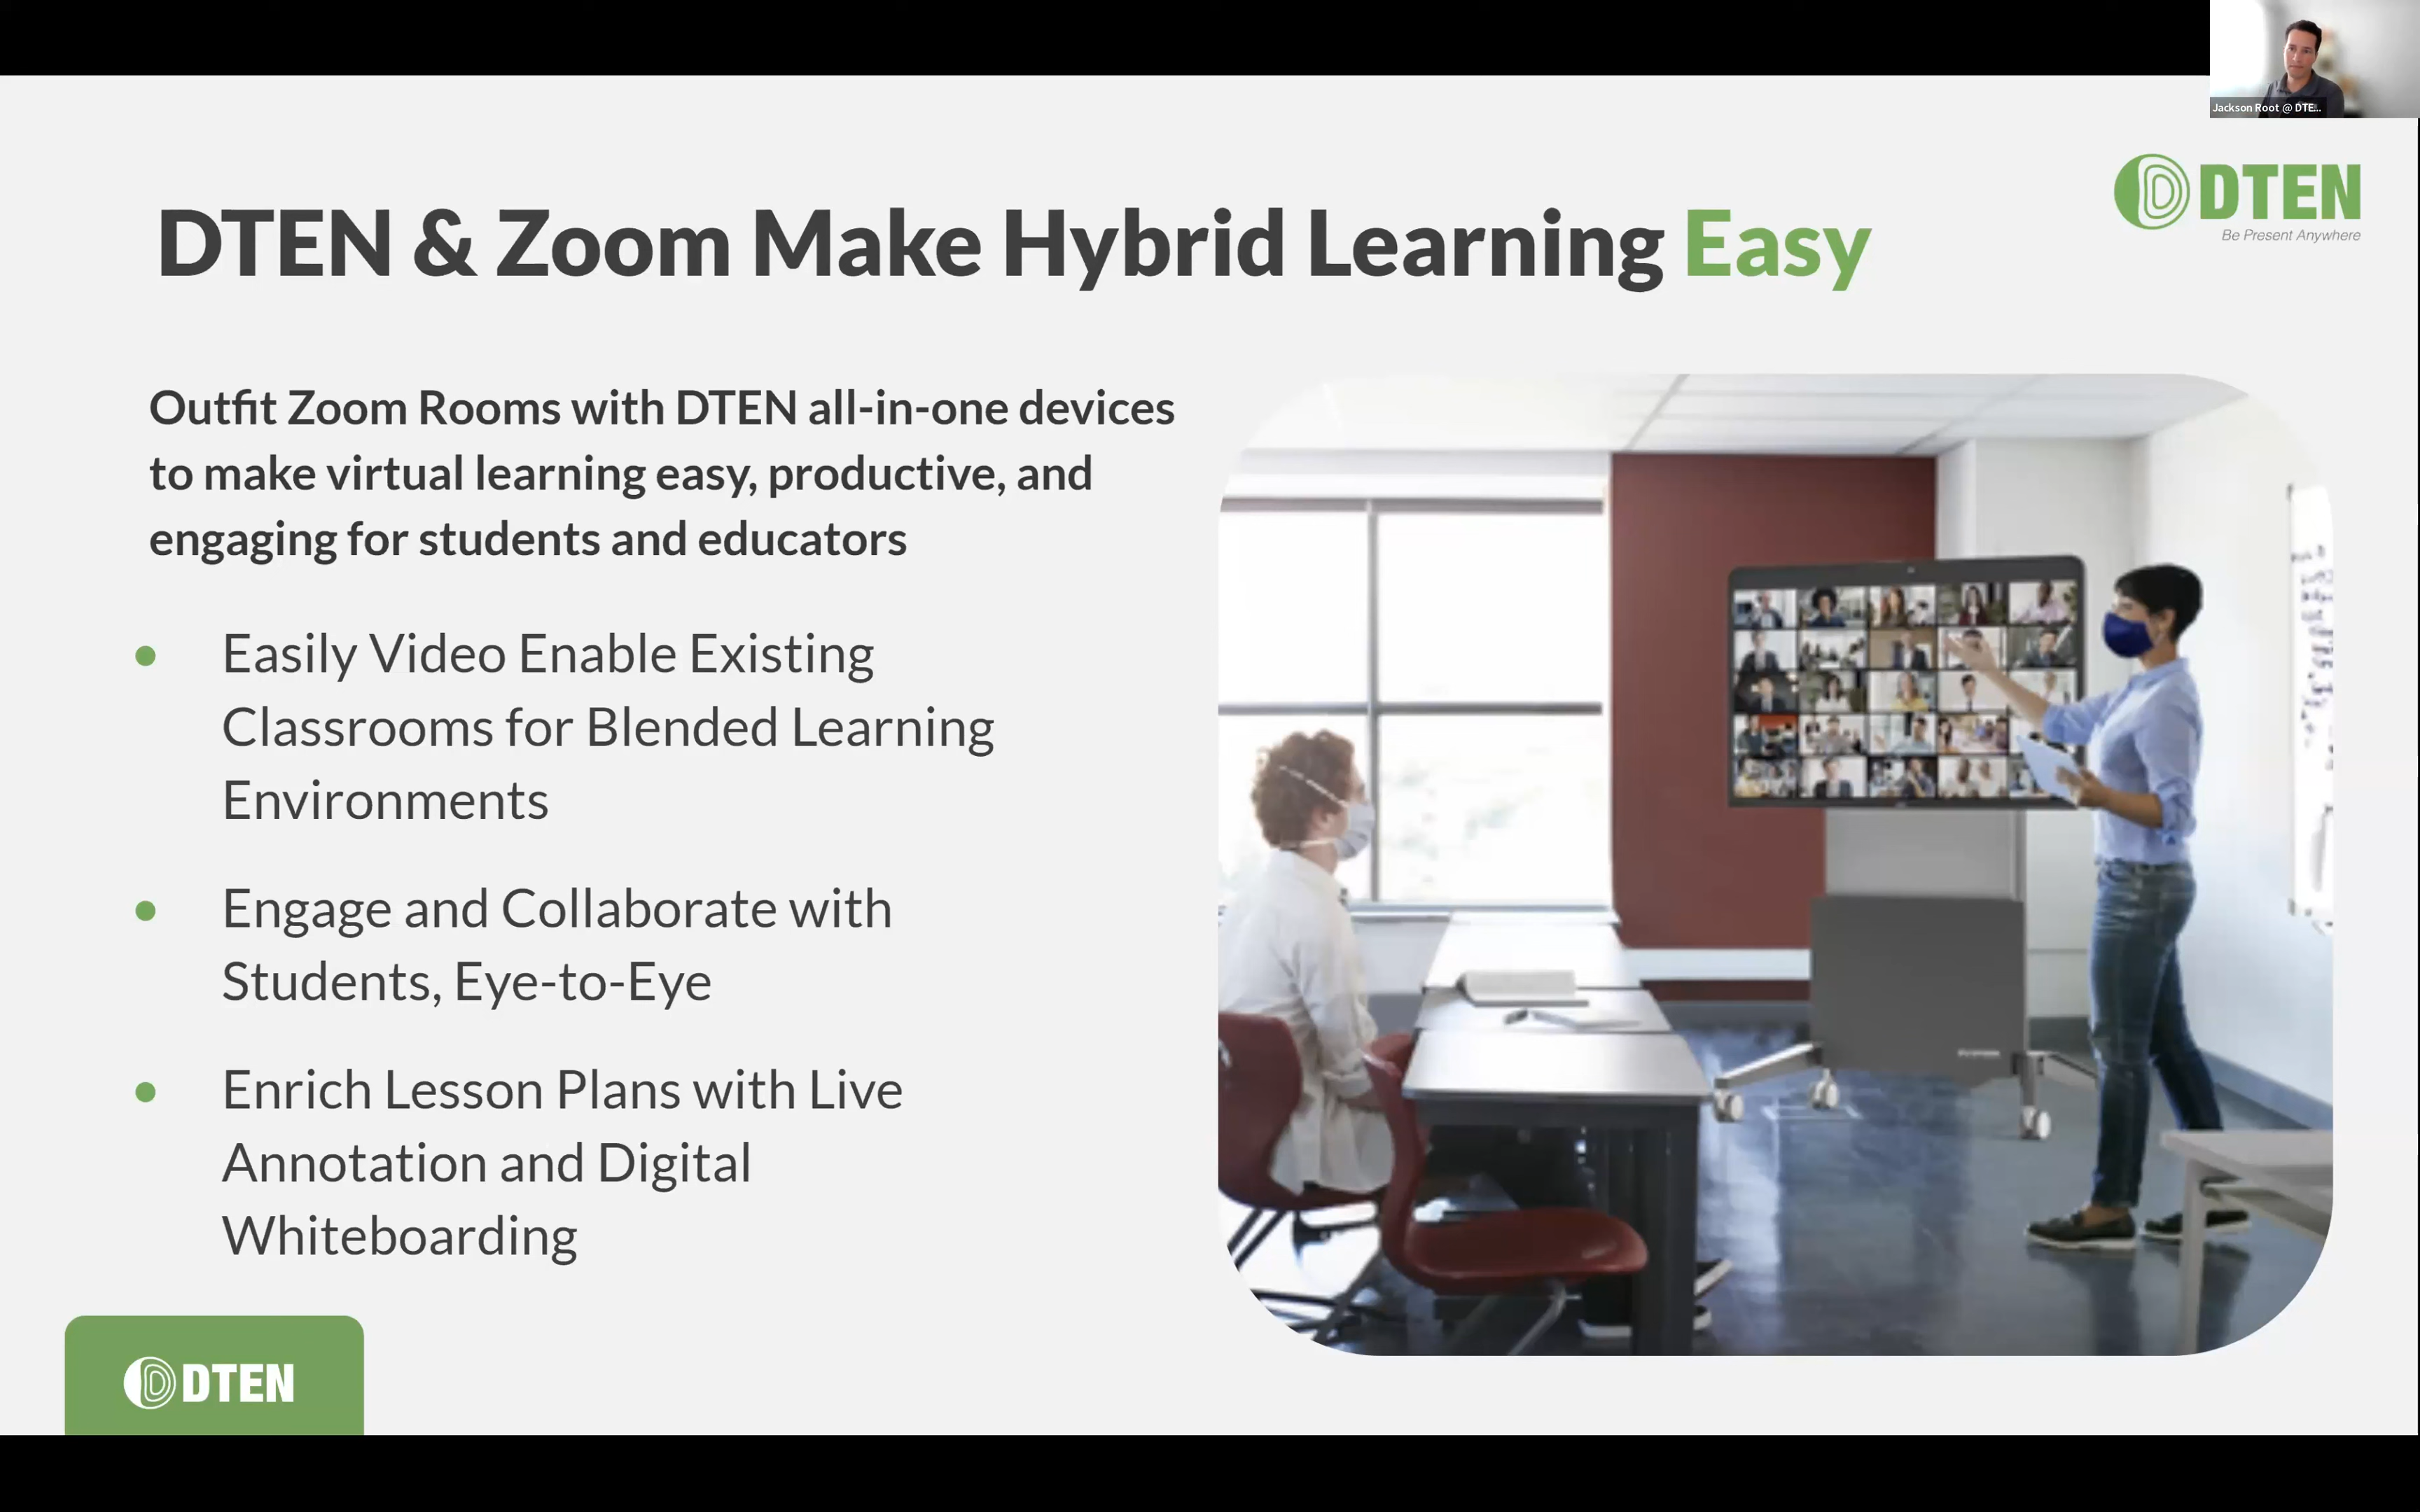 Jackson Root @ DTE...
DTEN
Be Present Anywhere
DTEN & Zoom Make Hybrid Learning Easy
Outfit Zoom Rooms with DTEN all-in-one devices
to make virtual learning easy, productive, and
engaging for students and educators
• Easily Video Enable Existing
Classrooms for Blended Learning
Environments
• Engage and Collaborate with
Students, Eye-to-Eye
• Enrich Lesson Plans with Live
Annotation and Digital
Whiteboarding
DTEN